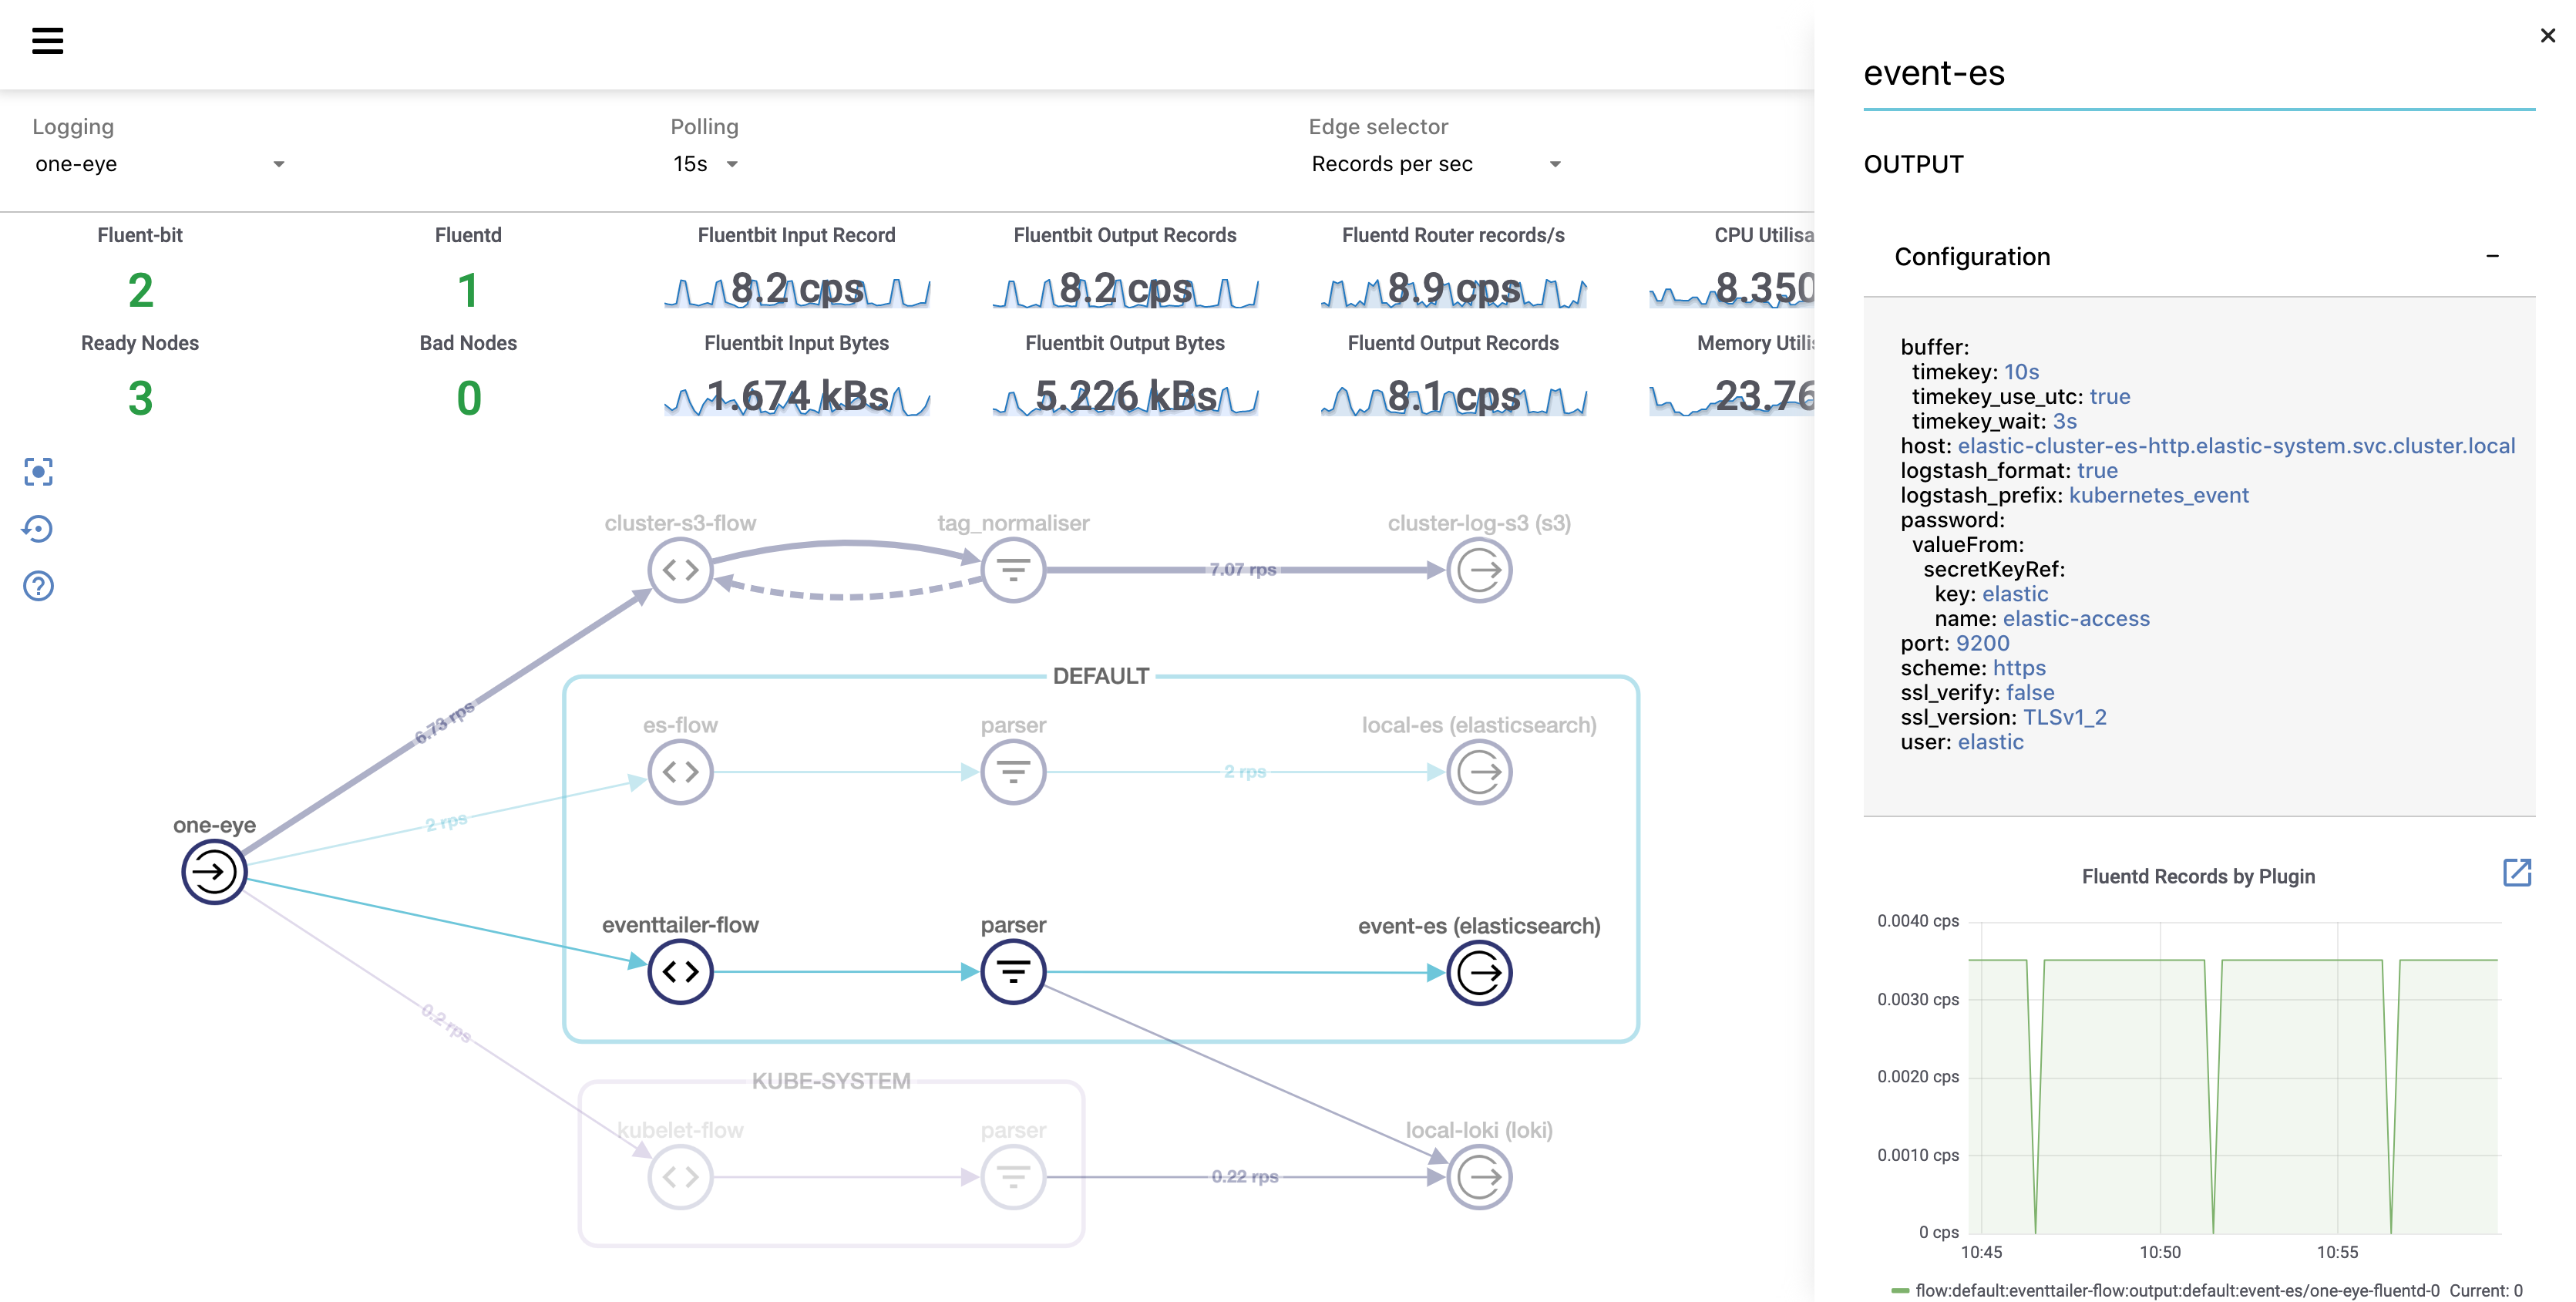 event-es
OUTPUT
Logging
one-eye
Polling
15s
Edge selector
Records per sec
Fluent-bit
2
Fluentd
1
Fluentbit Input Record
8.2 cps
Fluentbit Output Records
8.2 cps
Fluentd Router records/s
8.9 cps
CPU Utilisa
8.350
Ready Nodes
3
Bad Nodes
0
Fluentbit Input Bytes
1.674 kBs
Fluentbit Output Bytes
5.226 kBs
Fluentd Output Records
8.1 cps
Memory Utilis
23.76
cluster-s3-flow
tag_normaliser
cluster-log-s3 (s3)
7.07 rps
6.73 rps
DEFAULT
es-flow
parser
local-es (elasticsearch)
2 rps
2 rps
one-eye
eventtailer-flow
parser
event-es (elasticsearch)
0.2 rps
KUBE-SYSTEM
kubelet-flow
parser
local-loki (loki)
0.22 rps
Configuration
buffer:
timekey: 10s
timekey_use_utc: true
timekey_wait: 3s
host: elastic-cluster-es-http.elastic-system.svc.cluster.local
logstash_format: true
logstash_prefix: kubernetes_event
password:
valueFrom:
secretKeyRef:
key: elastic
name: elastic-access
port: 9200
scheme: https
ssl_verify: false
ssl_version: TLSv1_2
user: elastic
Fluentd Records by Plugin
0.0040 cps
0.0030 cps
0.0020 cps
0.0010 cps
0 cps
10:45
10:50
10:55
flow:default:eventtailer-flow:output:default:event-es/one-eye-fluentd-0 Current: 0